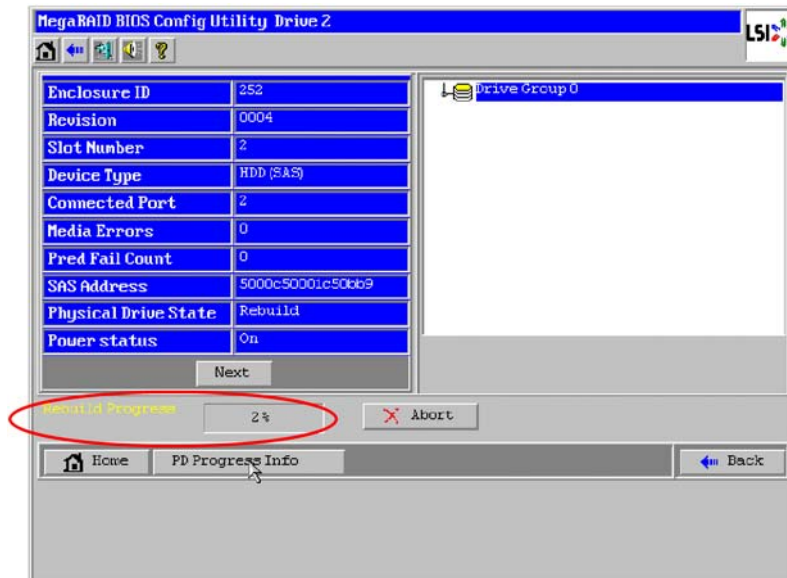 MegaRAID BIOS Config Utility Drive 2
LSI
Enclosure ID 252
Revision 0004
Slot Number 2
Device Type HDD (SAS)
Connected Port 2
Media Errors 0
Pred Fail Count 0
SAS Address 5000c50001c50bb9
Physical Drive State Rebuild
Power status On
Next
Drive Group 0
Rebuild Progress 2%
Abort
Home
PD Progress Info
Back